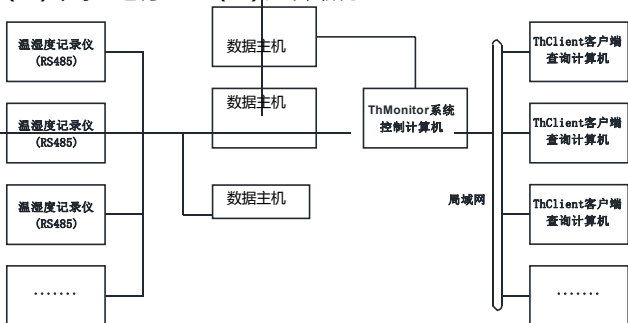 温湿度记录仪
(RS485)
温湿度记录仪
(RS485)
温湿度记录仪
(RS485)
.......
数据主机
数据主机
数据主机
ThMonitor系统
控制计算机
局域网
ThClient客户端
查询计算机
ThClient客户端
查询计算机
ThClient客户端
查询计算机
.......